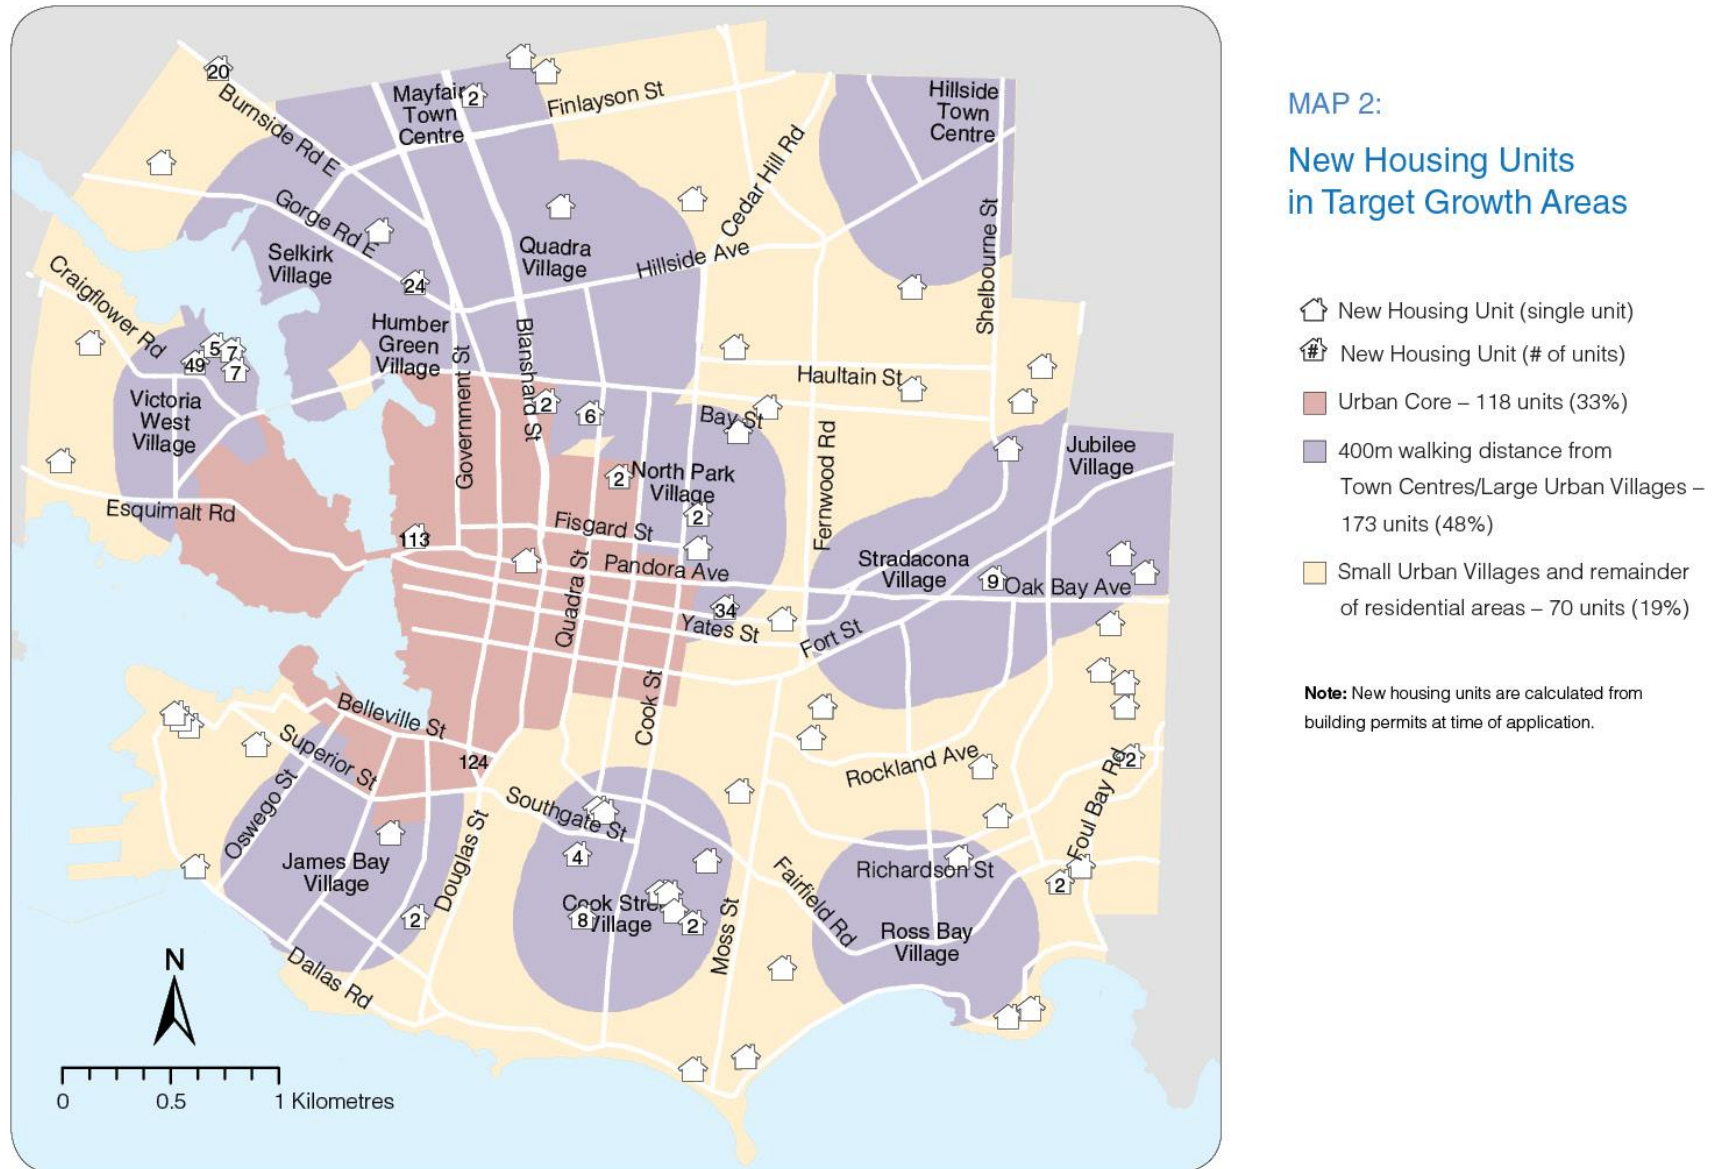 20
Burnside Rd E
Mayfair
Town
Centre
2
Finlayson St
Hillside
Town
Centre
Cedar Hill Rd
Gorge Rd E
Selkirk
Village
24
Quadra
Village
Hillside Ave
Shelbourne St
Craigflower Rd
5
7
49
7
Humber
Green
Village
Government St
Blanshard St
Haultain St
Victoria
West
Village
2
6
Bay St
Fernwood Rd
Jubilee
Village
2
North Park
Village
2
Esquimalt Rd
113
Fisgard St
Pandora Ave
Quadra St
Stradacona
Village
9
Oak Bay Ave
34
Yates St
Fort St
Cook St
Belleville St
Superior St
124
Oswego St
Rockland Ave
2
Foul Bay Rd
Southgate St
4
James Bay
Village
Douglas St
2
8
Village
2
Moss St
Fairfield Rd
Richardson St
2
Ross Bay
Village
Dallas Rd
N
0
0.5
1 Kilometres
MAP 2:
New Housing Units
in Target Growth Areas
New Housing Unit (single unit)
# New Housing Unit (# of units)
Urban Core – 118 units (33%)
400m walking distance from
Town Centres/Large Urban Villages –
173 units (48%)
Small Urban Villages and remainder
of residential areas – 70 units (19%)
Note: New housing units are calculated from
building permits at time of application.